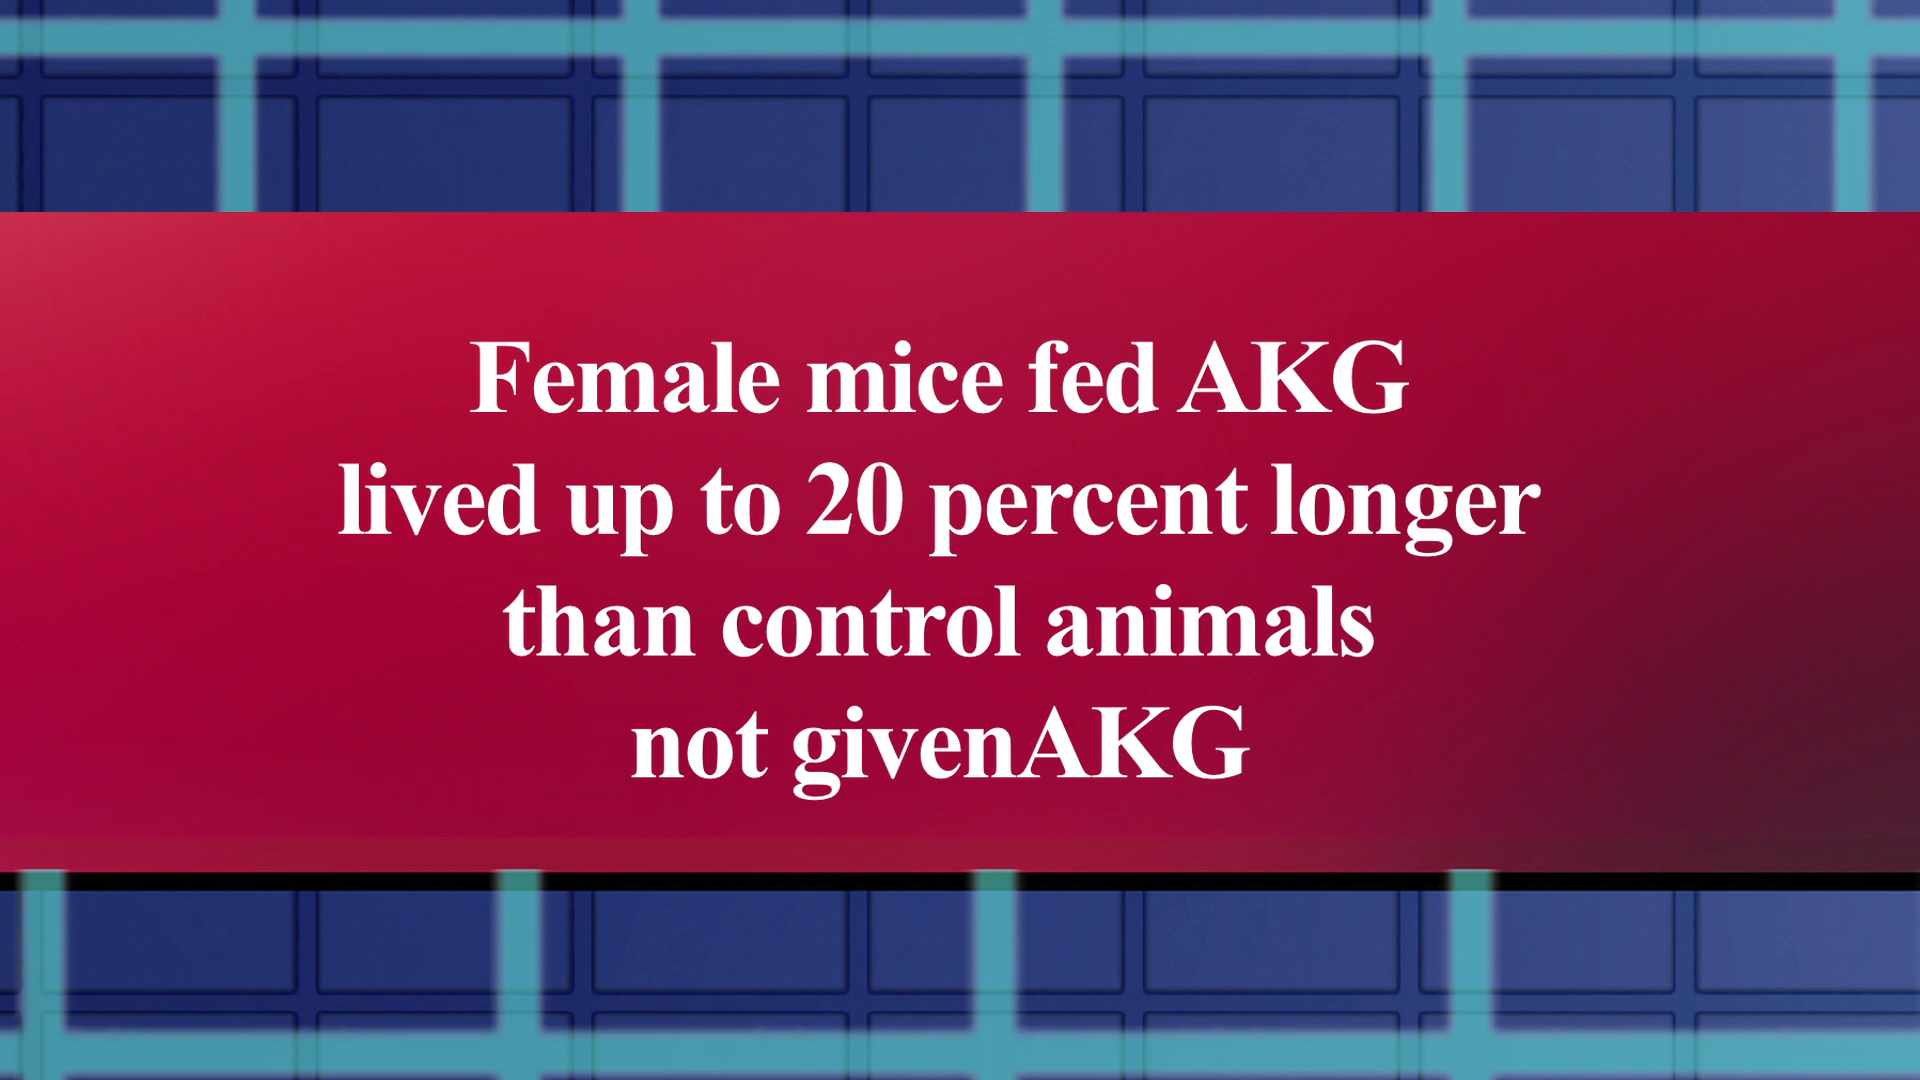 Female mice fed AKG
lived up to 20 percent longer
than control animals
not givenAKG